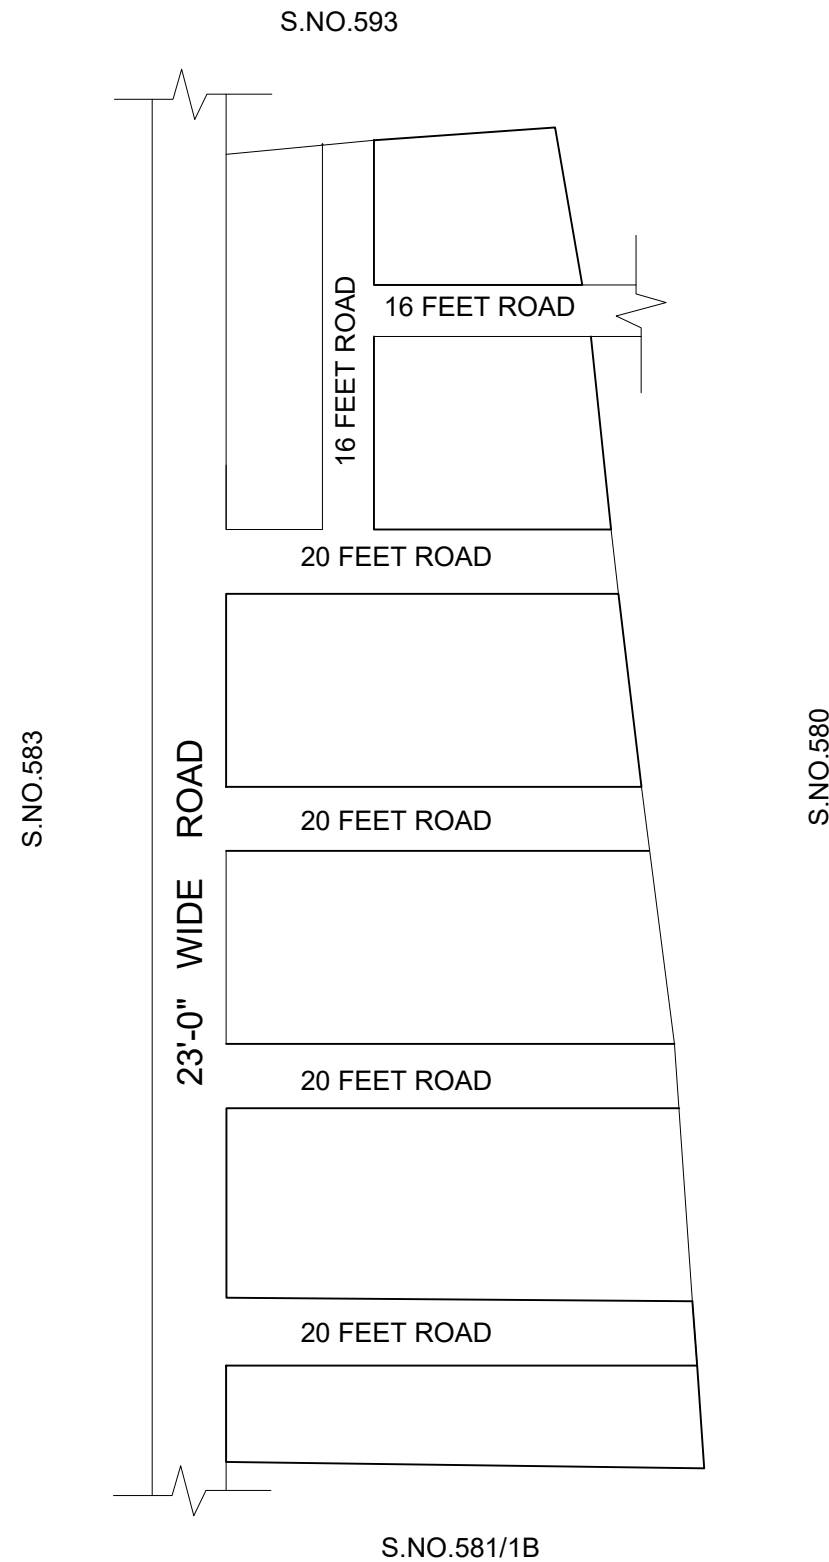 S.NO.593
16 FEET ROAD
16 FEET ROAD
20 FEET ROAD
S.NO.583
S.NO.580
23'-0" WIDE ROAD
20 FEET ROAD
20 FEET ROAD
20 FEET ROAD
S.NO.581/1B